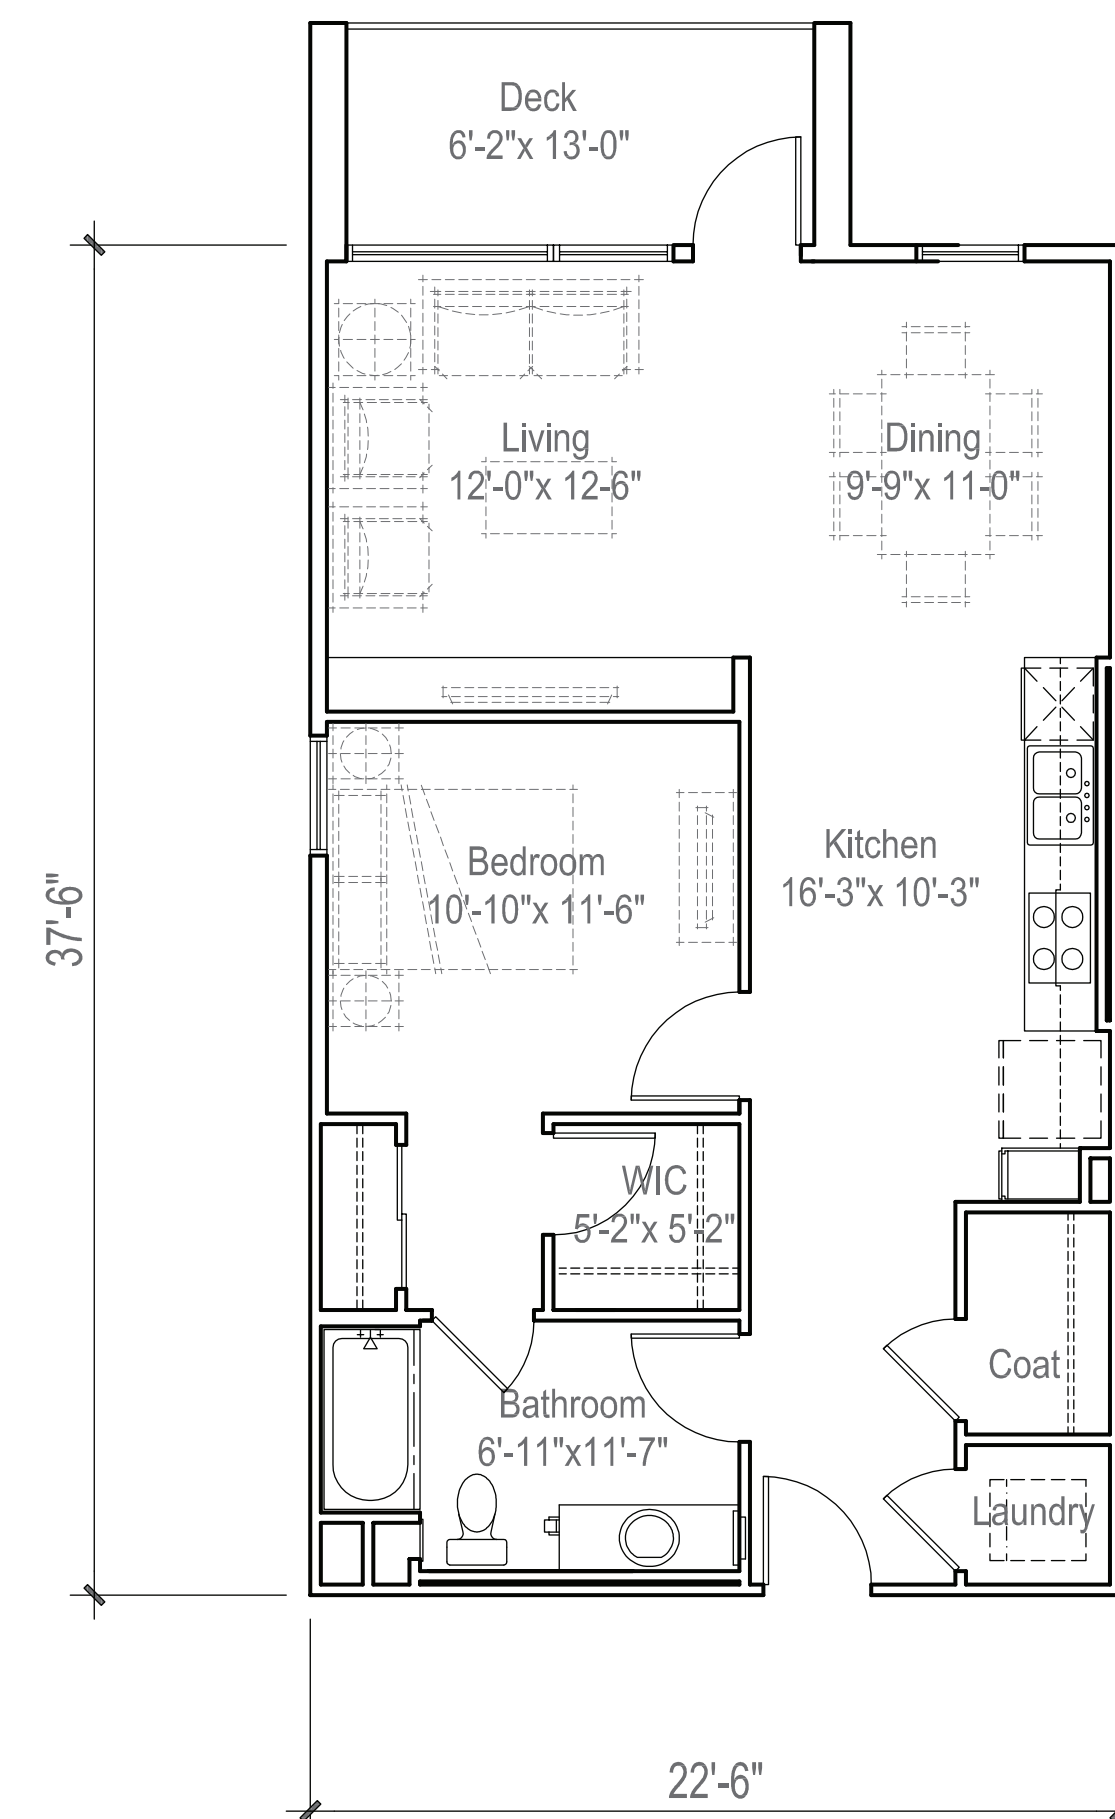 Deck
6'-2"x 13'-0"
Living
12'-0"x 12-6"
Dining
9'-9"x 11-0"
37'-6"
Bedroom
10'-10"x 11'-6"
Kitchen
16'-3"x 10'-3"
WIC
5'-2"x 5'-2"
Coat
Bathroom
6'-11"x11'-7"
Laundry
22'-6"